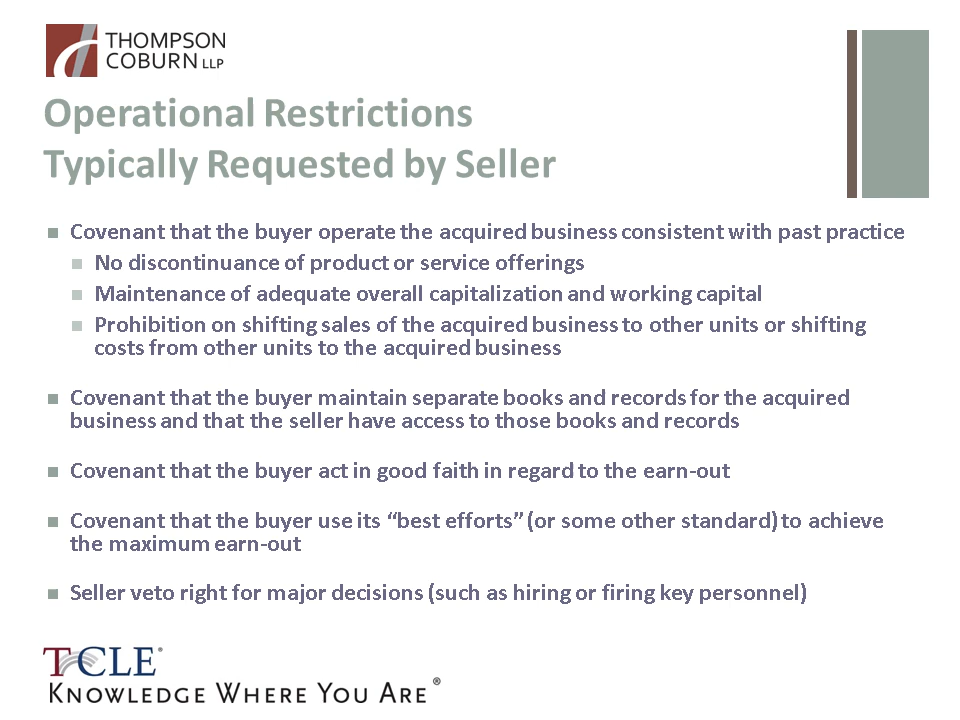 THOMPSON
COBURN LLP
Operational Restrictions
Typically Requested by Seller
Covenant that the buyer operate the acquired business consistent with past practice
No discontinuance of product or service offerings
Maintenance of adequate overall capitalization and working capital
Prohibition on shifting sales of the acquired business to other units or shifting
costs from other units to the acquired business
Covenant that the buyer maintain separate books and records for the acquired
business and that the seller have access to those books and records
Covenant that the buyer act in good faith in regard to the earn-out
Covenant that the buyer use its “best efforts” (or some other standard) to achieve
the maximum earn-out
Seller veto right for major decisions (such as hiring or firing key personnel)
TCLE®
KNOWLEDGE WHERE YOU ARE®